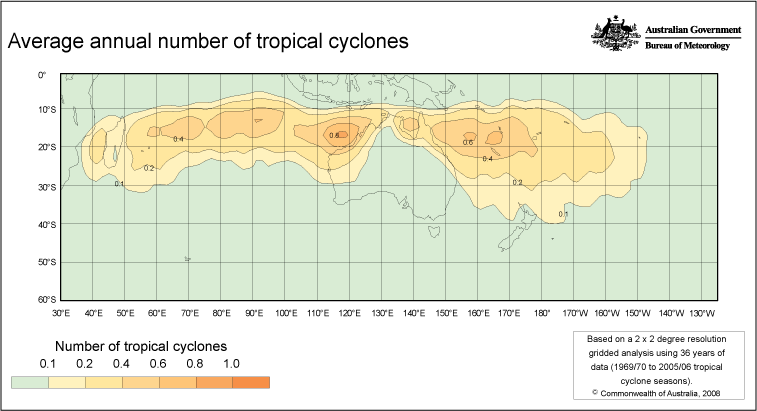 Australian Government
Bureau of Meteorology
Average annual number of tropical cyclones
0°
10°S
20°S
30°S
40°S
50°S
60°S
0.4
0.2
0.1
0.8
0.6
0.4
0.2
0.1
30°E 40°E 50°E 60°E 70°E 80°E 90°E 100°E 110°E 120°E 130°E 140°E 150°E 160°E 170°E 180° 170°W 160°W 150°W 140°W 130°W
Number of tropical cyclones
0.1 0.2 0.4 0.6 0.8 1.0
Based on a 2 x 2 degree resolution
gridded analysis using 36 years of
data (1969/70 to 2005/06 tropical
cyclone seasons).
© Commonwealth of Australia, 2008